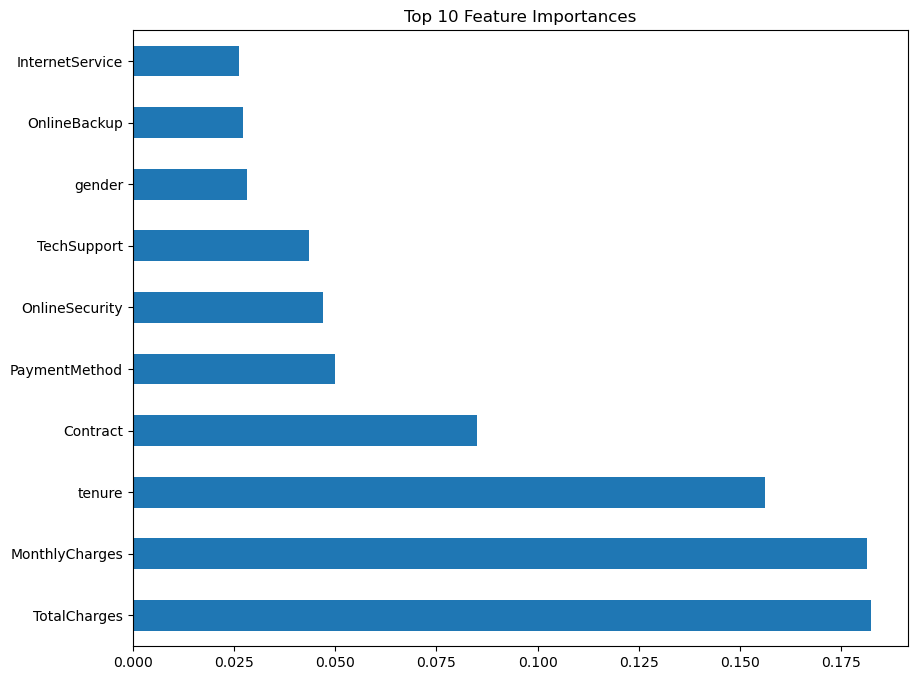 Top 10 Feature Importances
InternetService
OnlineBackup
gender
TechSupport
OnlineSecurity
PaymentMethod
Contract
tenure
MonthlyCharges
TotalCharges
0.000 0.025 0.050 0.075 0.100 0.125 0.150 0.175